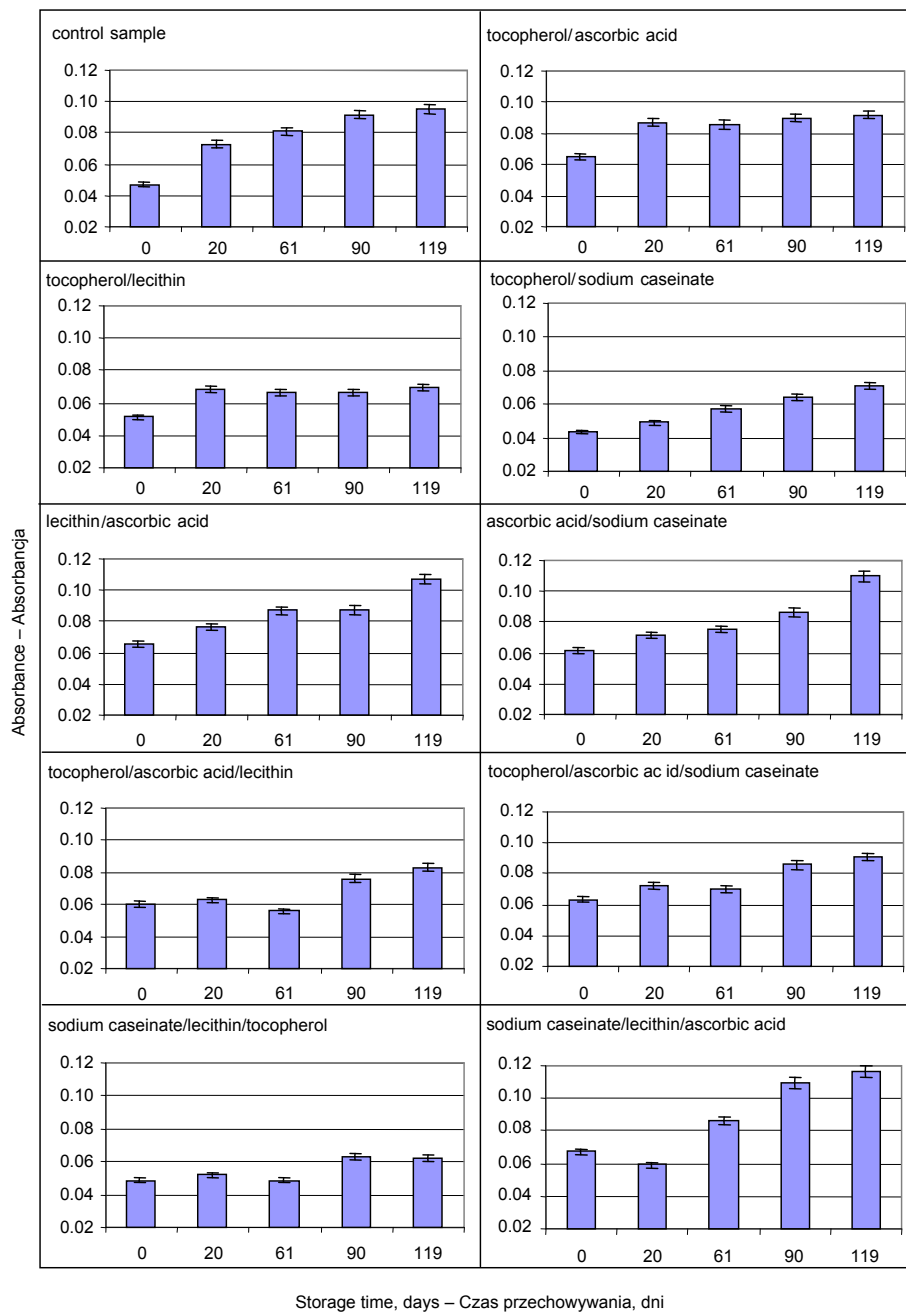 Absorbance – Absorbancja
control sample
0.12
0.10
0.08
0.06
0.04
0.02
0 20 61 90 119
tocopherol/ascorbic acid
0.12
0.10
0.08
0.06
0.04
0.02
0 20 61 90 119
tocopherol/lecithin
0.12
0.10
0.08
0.06
0.04
0.02
0 20 61 90 119
tocopherol/sodium caseinate
0.12
0.10
0.08
0.06
0.04
0.02
0 20 61 90 119
lecithin/ascorbic acid
0.12
0.10
0.08
0.06
0.04
0.02
0 20 61 90 119
ascorbic acid/sodium caseinate
0.12
0.10
0.08
0.06
0.04
0.02
0 20 61 90 119
tocopherol/ascorbic acid/lecithin
0.12
0.10
0.08
0.06
0.04
0.02
0 20 61 90 119
tocopherol/ascorbic ac id/sodium caseinate
0.12
0.10
0.08
0.06
0.04
0.02
0 20 61 90 119
sodium caseinate/lecithin/tocopherol
0.12
0.10
0.08
0.06
0.04
0.02
0 20 61 90 119
sodium caseinate/lecithin/ascorbic acid
0.12
0.10
0.08
0.06
0.04
0.02
0 20 61 90 119
Storage time, days – Czas przechowywania, dni